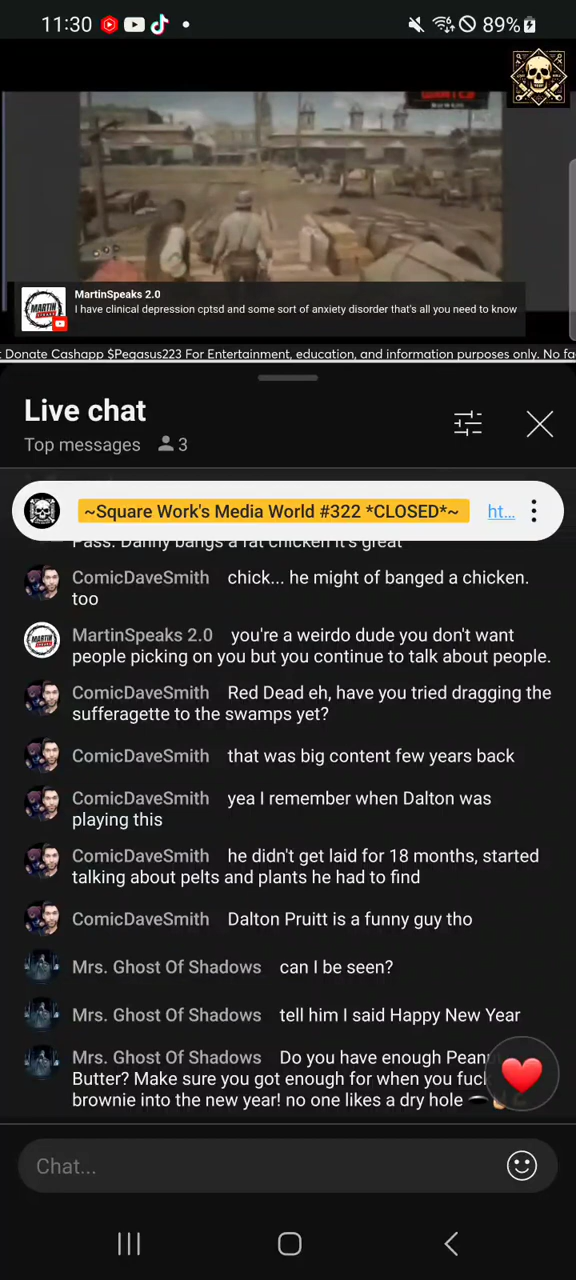 11:30
89%
MartinSpeaks 2.0
MARTIN
I have clinical depression cptsd and some sort of anxiety disorder that's all you need to know
Donate Cashapp $Pegasus223 For Entertainment, education, and information purposes only. No fa
Live chat
Top messages 3
~Square Work's Media World #322 *CLOSED*~ ht...
Pass. Danny bangs a fat chicken it's great
ComicDaveSmith chick... he might of banged a chicken.
too
MartinSpeaks 2.0 you're a weirdo dude you don't want
people picking on you but you continue to talk about people.
ComicDaveSmith Red Dead eh, have you tried dragging the
sufferagette to the swamps yet?
ComicDaveSmith that was big content few years back
ComicDaveSmith yea I remember when Dalton was
playing this
ComicDaveSmith he didn't get laid for 18 months, started
talking about pelts and plants he had to find
ComicDaveSmith Dalton Pruitt is a funny guy tho
Mrs. Ghost Of Shadows can I be seen?
Mrs. Ghost Of Shadows tell him I said Happy New Year
Mrs. Ghost Of Shadows Do you have enough Pean
Butter? Make sure you got enough for when you fuc
brownie into the new year! no one likes a dry hole
Chat...